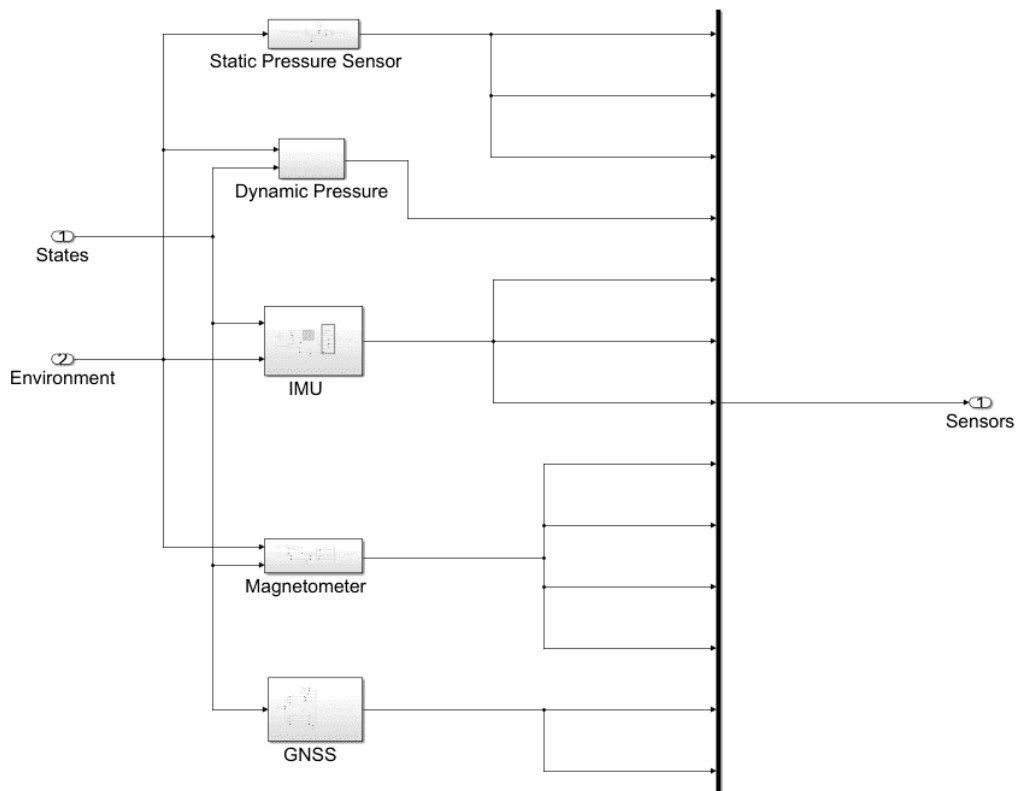 Static Pressure Sensor
Dynamic Pressure
1
States
IMU
2
Environment
1
Sensors
Magnetometer
GNSS